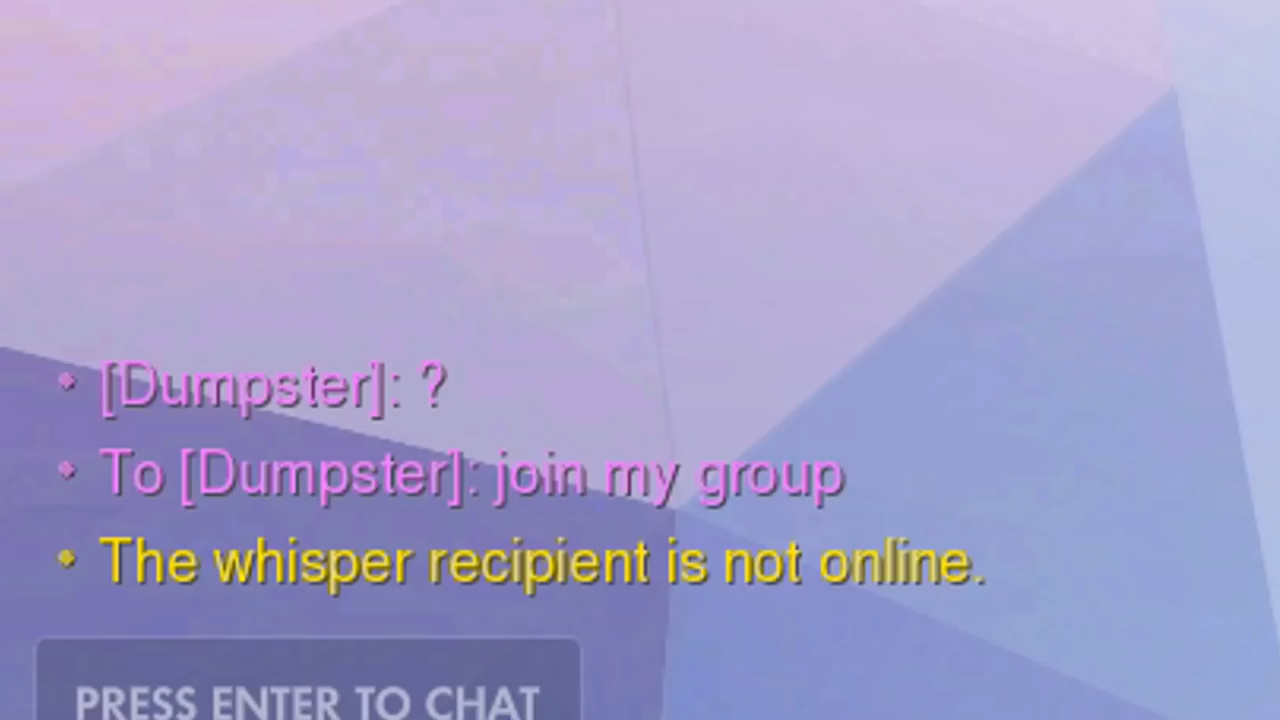 • [Dumpster]: ?
• To [Dumpster]: join my group
• The whisper recipient is not online.
PRESS ENTER TO CHAT